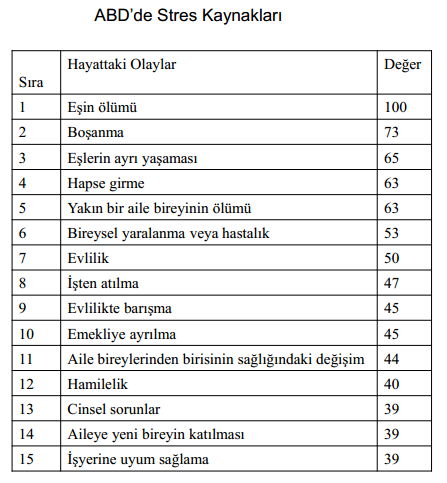 ABD’de Stres Kaynakları
Sıra Hayattaki Olaylar Değer
1 Eşin ölümü 100
2 Boşanma 73
3 Eşlerin ayrı yaşaması 65
4 Hapse girme 63
5 Yakın bir aile bireyinin ölümü 63
6 Bireysel yaralanma veya hastalık 53
7 Evlilik 50
8 İşten atılma 47
9 Evlilikte barışma 45
10 Emekliye ayrılma 45
11 Aile bireylerinden birisinin sağlığındaki değişim 44
12 Hamilelik 40
13 Cinsel sorunlar 39
14 Aileye yeni bireyin katılması 39
15 İşyerine uyum sağlama 39